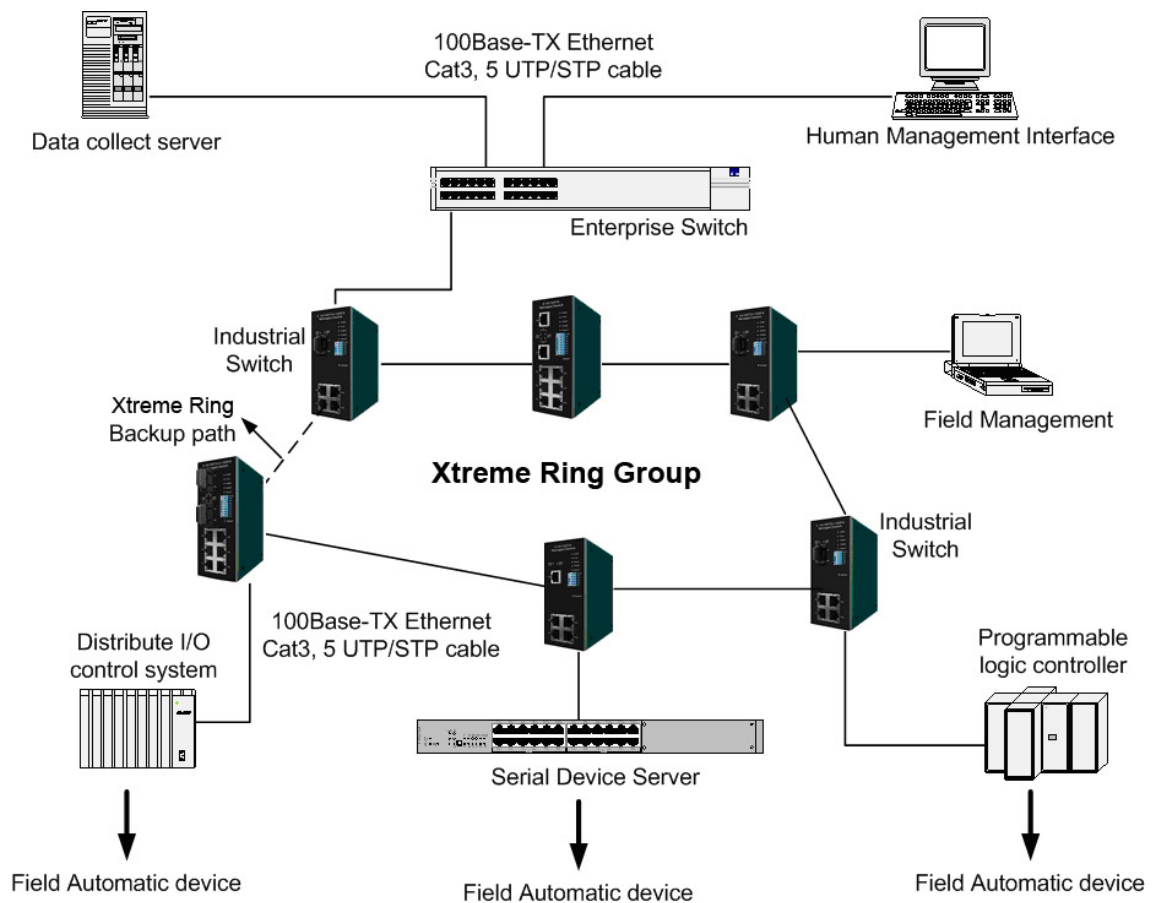 100Base-TX Ethernet
Cat3, 5 UTP/STP cable
Data collect server
Human Management Interface
Enterprise Switch
Industrial
Switch
Xtreme Ring
Backup path
Field Management
Xtreme Ring Group
Industrial
Switch
100Base-TX Ethernet
Cat3, 5 UTP/STP cable
Distribute I/O
control system
Programmable
logic controller
Serial Device Server
Field Automatic device
Field Automatic device
Field Automatic device